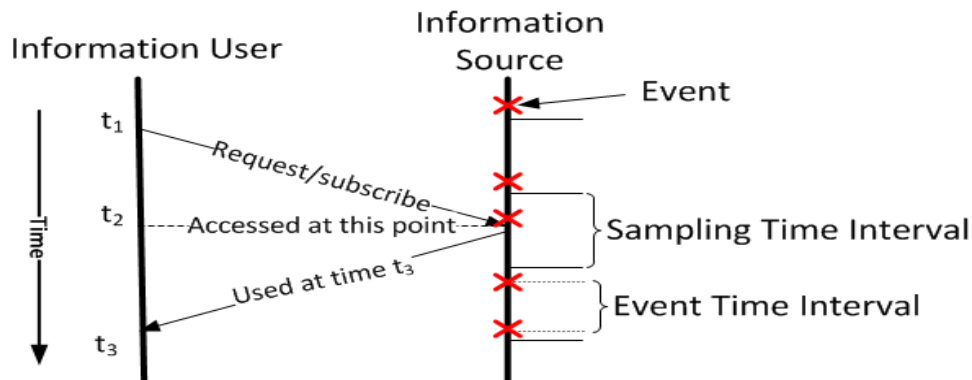 Information User
Information
Source
Event
t₁
Request/subscribe
t₂
Accessed at this point
Sampling Time Interval
Time
Used at time t₃
Event Time Interval
t₃